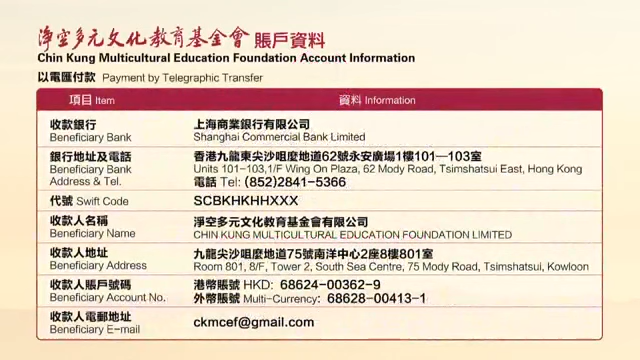 淨空多元文化教育基金會 賬戶資料
Chin Kung Multicultural Education Foundation Account Information
以電匯付款 Payment by Telegraphic Transfer
項目 Item 資料 Information
收款銀行 上海商業銀行有限公司
Beneficiary Bank Shanghai Commercial Bank Limited
銀行地址及電話 香港九龍東尖沙咀麼地道62號永安廣場1樓101—103室
Beneficiary Bank Units 101-103,1/F Wing On Plaza, 62 Mody Road, Tsimshatsui East, Hong Kong
Address & Tel. 電話 Tel: (852)2841-5366
代號 Swift Code SCBKHKHHXXX
收款人名稱 淨空多元文化教育基金會有限公司
Beneficiary Name CHIN KUNG MULTICULTURAL EDUCATION FOUNDATION LIMITED
收款人地址 九龍尖沙咀麼地道75號南洋中心2座8樓801室
Beneficiary Address Room 801, 8/F, Tower 2, South Sea Centre, 75 Mody Road, Tsimshatsui, Kowloon
收款人賬戶號碼 港幣賬號 HKD: 68624-00362-9
Beneficiary Account No. 外幣賬號 Multi-Currency: 68628-00413-1
收款人電郵地址 ckmcef@gmail.com
Beneficiary E-mail